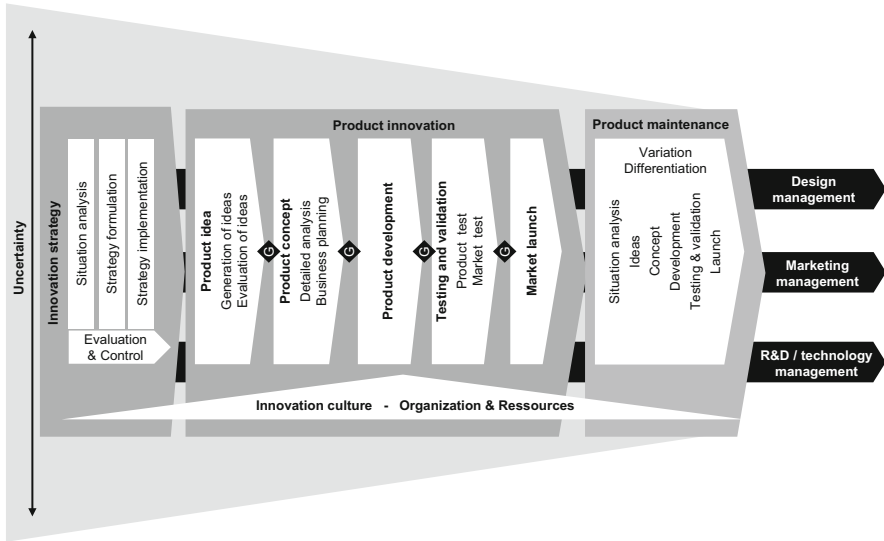 Uncertainty
Innovation strategy
Situation analysis
Strategy formulation
Strategy implementation
Evaluation
& Control
Product innovation
Product idea
Generation of ideas
Evaluation of ideas
G
Product concept
Detailed analysis
Business planning
G
Product development
G
Testing and validation
Product test
Market test
G
Market launch
Product maintenance
Variation
Differentiation
Situation analysis
Ideas
Concept
Development
Testing & validation
Launch
Design
management
Marketing
management
R&D / technology
management
Innovation culture - Organization & Ressources